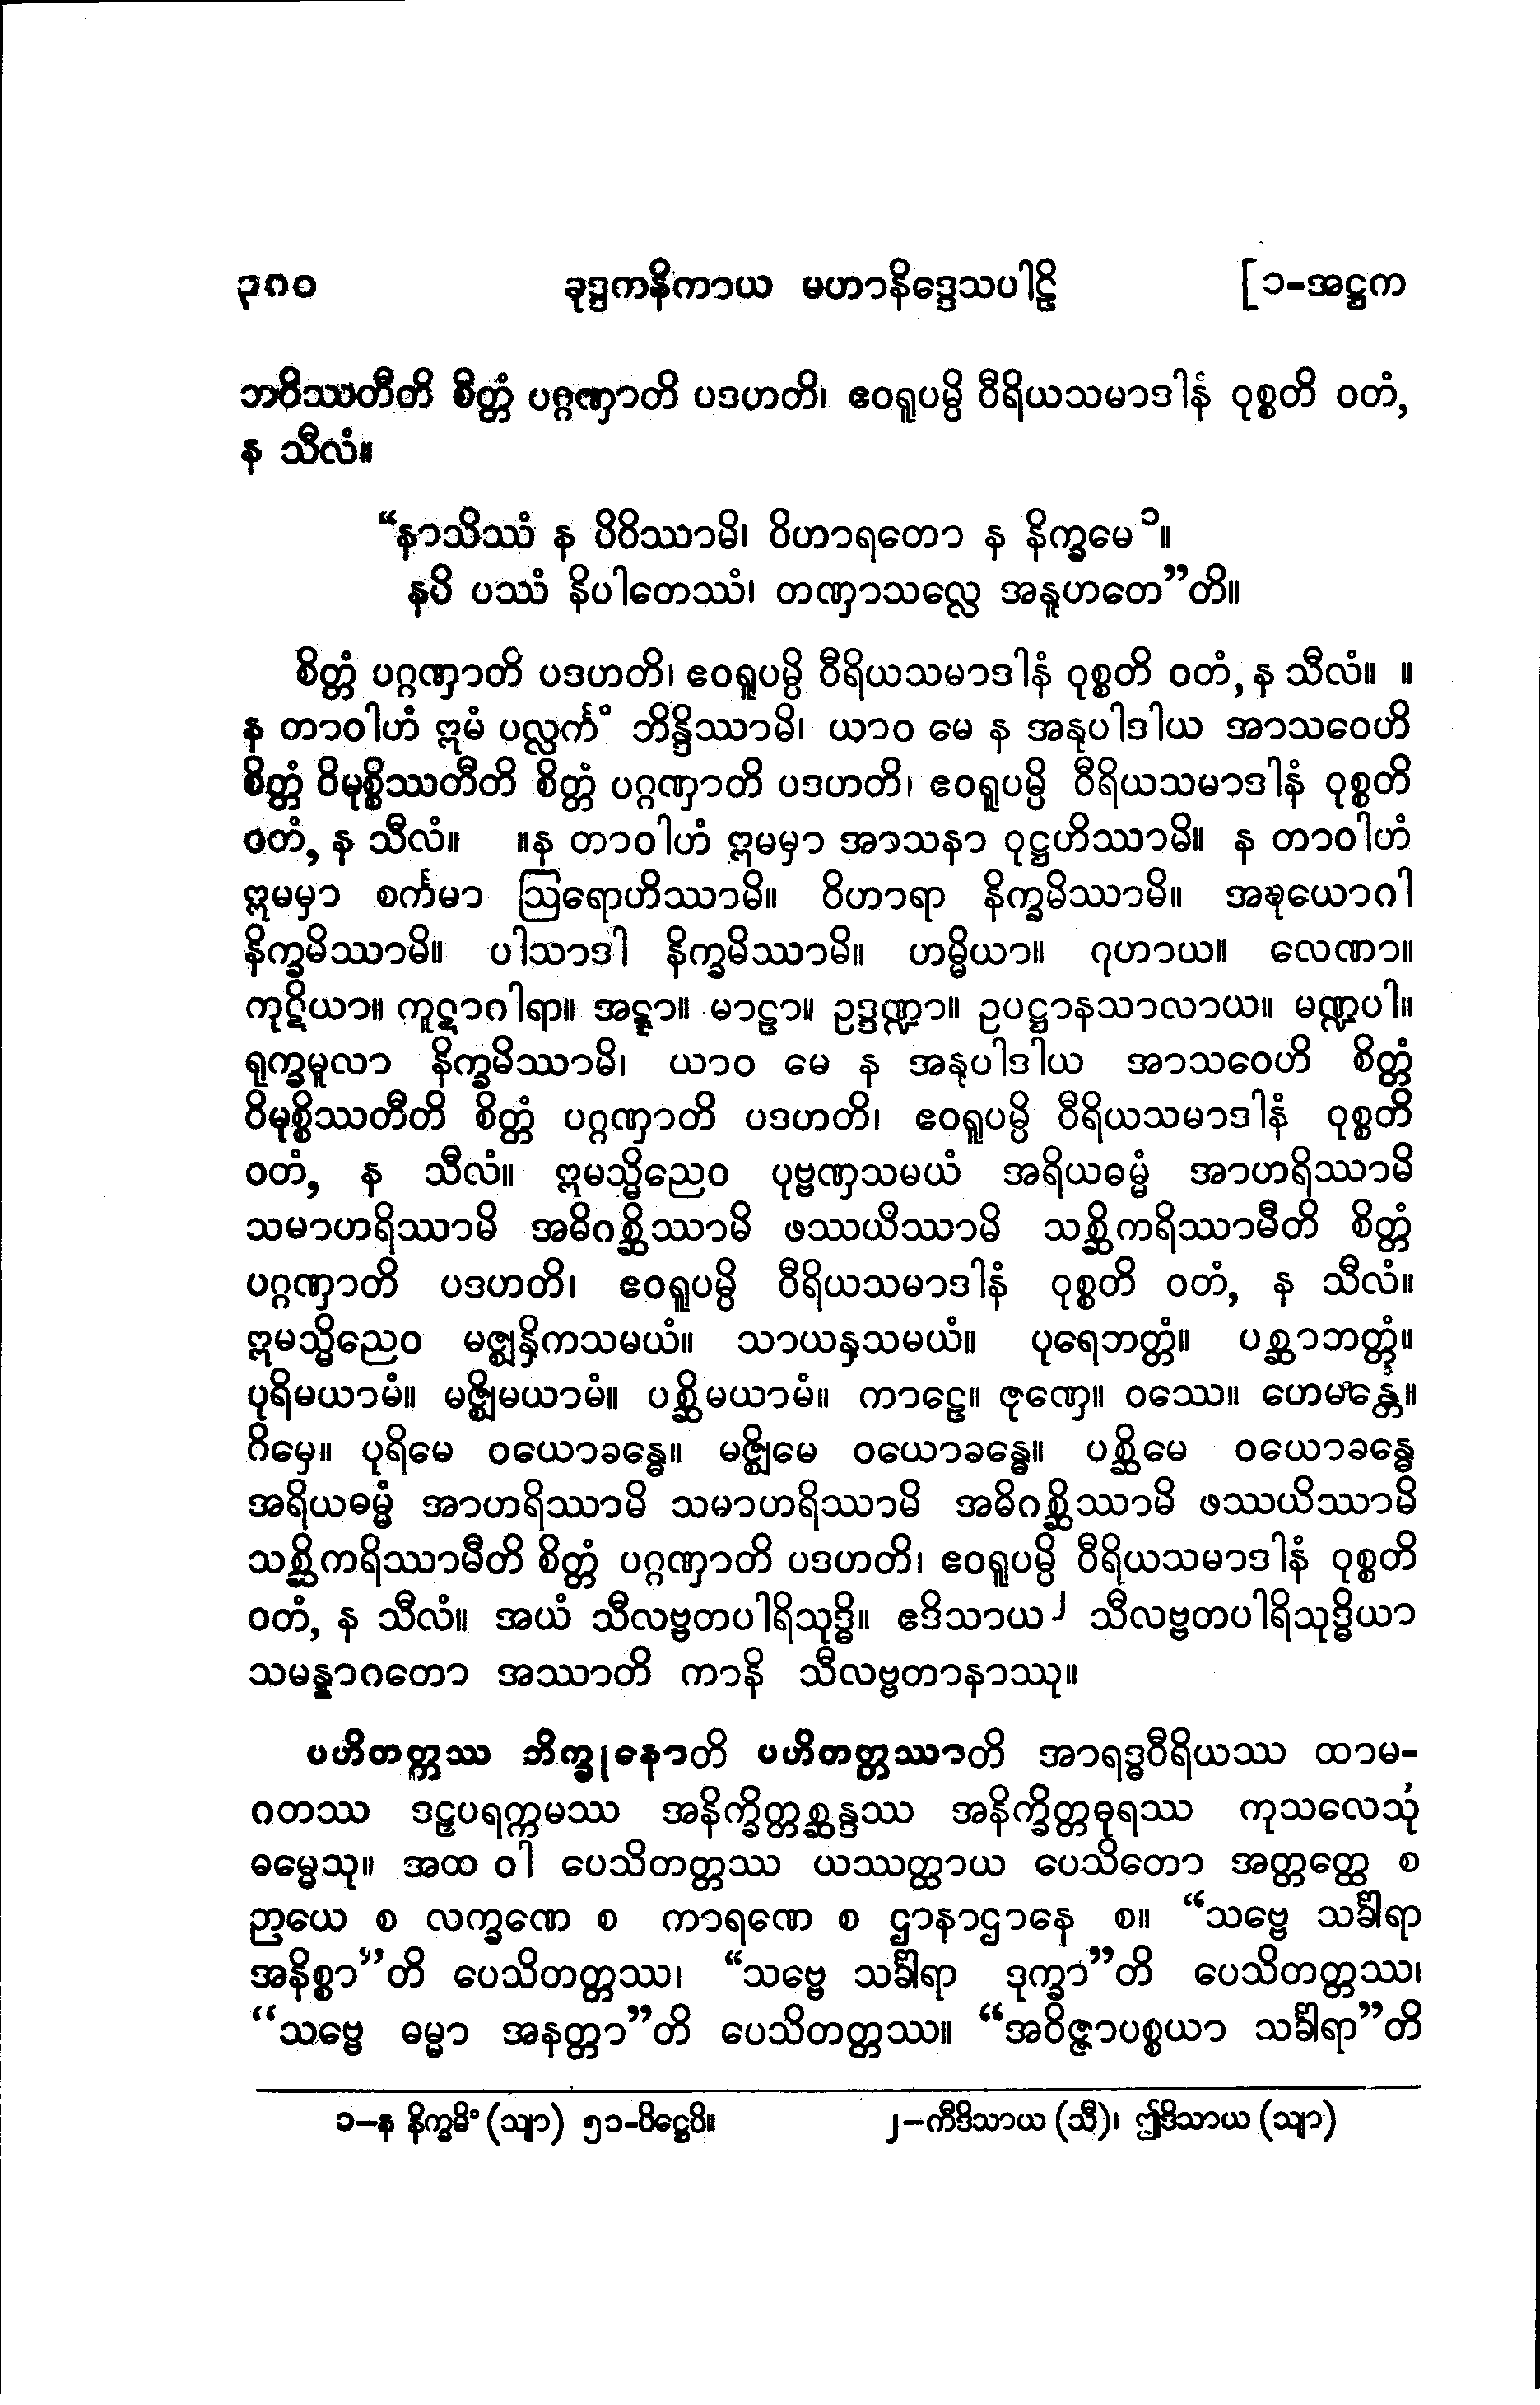 ၃၈၀ ခုဒ္ဒကနိကာယ မဟာနိဒ္ဒေသပါဠိ [၁-အဋ္ဌက
ဘဝိဿတီတိ စိတ္တံ ပဂ္ဂဏှာတိ ပဒဟတိ၊ ဧဝရူပမ္ပိ ဝီရိယသမာဒါနံ ဝုစ္စတိ ဝတံ,
န သီလံ။
“နာသိဿံ န ပိဝိဿာမိ၊ ဝိဟာရတော န နိက္ခမေ ၁။
နပိ ပဿံ နိပါတေဿံ၊ တဏှာသလ္လေ အနူဟတေ”တိ။
စိတ္တံ ပဂ္ဂဏှာတိ ပဒဟတိ၊ ဧဝရူပမ္ပိ ဝီရိယသမာဒါနံ ဝုစ္စတိ ဝတံ, န သီလံ။ ။
န တာဝါဟံ ဣမံ ပလ္လင်္ကံ ဘိန္ဒိဿာမိ၊ ယာဝ မေ န အနုပါဒါယ အာသဝေဟိ
စိတ္တံ ဝိမုစ္စိဿတီတိ စိတ္တံ ပဂ္ဂဏှာတိ ပဒဟတိ၊ ဧဝရူပမ္ပိ ဝီရိယသမာဒါနံ ဝုစ္စတိ
ဝတံ, န သီလံ။ ။န တာဝါဟံ ဣမမှာ အာသနာ ဝုဋ္ဌဟိဿာမိ။ န တာဝါဟံ
ဣမမှာ စင်္ကမာ ဩရောဟိဿာမိ။ ဝိဟာရာ နိက္ခမိဿာမိ။ အဍ္ဎယောဂါ
နိက္ခမိဿာမိ။ ပါသာဒါ နိက္ခမိဿာမိ။ ဟမ္မိယာ။ ဂုဟာယ။ လေဏာ။
ကုဋိယာ။ ကူဋာဂါရာ။ အဋ္ဋာ။ မာဠာ။ ဥဒ္ဒဏ္ဍာ။ ဥပဋ္ဌာနသာလာယ။ မဏ္ဍပါ။
ရုက္ခမူလာ နိက္ခမိဿာမိ၊ ယာဝ မေ န အနုပါဒါယ အာသဝေဟိ စိတ္တံ
ဝိမုစ္စိဿတီတိ စိတ္တံ ပဂ္ဂဏှာတိ ပဒဟတိ၊ ဧဝရူပမ္ပိ ဝီရိယသမာဒါနံ ဝုစ္စတိ
ဝတံ, န သီလံ။ ဣမသ္မိညေဝ ပုဗ္ဗဏှသမယံ အရိယဓမ္မံ အာဟရိဿာမိ
သမာဟရိဿာမိ အဓိဂစ္ဆိဿာမိ ဖဿယိဿာမိ သစ္ဆိကရိဿာမီတိ စိတ္တံ
ပဂ္ဂဏှာတိ ပဒဟတိ၊ ဧဝရူပမ္ပိ ဝီရိယသမာဒါနံ ဝုစ္စတိ ဝတံ, န သီလံ။
ဣမသ္မိညေဝ မဇ္ဈနှိကသမယံ။ သာယနှသမယံ။ ပုရေဘတ္တံ။ ပစ္ဆာဘတ္တံ။
ပုရိမယာမံ။ မဇ္ဈိမယာမံ။ ပစ္ဆိမယာမံ။ ကာဠေ။ ဇုဏှေ။ ဝဿေ။ ဟေမန္တေ။
ဂိမှေ။ ပုရိမေ ဝယောခန္ဓေ။ မဇ္ဈိမေ ဝယောခန္ဓေ။ ပစ္ဆိမေ ဝယောခန္ဓေ
အရိယဓမ္မံ အာဟရိဿာမိ သမာဟရိဿာမိ အဓိဂစ္ဆိဿာမိ ဖဿယိဿာမိ
သစ္ဆိကရိဿာမီတိ စိတ္တံ ပဂ္ဂဏှာတိ ပဒဟတိ၊ ဧဝရူပမ္ပိ ဝီရိယသမာဒါနံ ဝုစ္စတိ
ဝတံ, န သီလံ။ အယံ သီလဗ္ဗတပါရိသုဒ္ဓိ။ ဧဒိသာယ ၂ သီလဗ္ဗတပါရိသုဒ္ဓိယာ
သမန္နာဂတော အဿာတိ ကာနိ သီလဗ္ဗတာနာဿု။
ပဟိတတ္တဿ ဘိက္ခုနောတိ ပဟိတတ္တဿာတိ အာရဒ္ဓဝီရိယဿ ထာမ-
ဂတဿ ဒဠှပရက္ကမဿ အနိက္ခိတ္တစ္ဆန္ဒဿ အနိက္ခိတ္တဓုရဿ ကုသလေသု
ဓမ္မေသု။ အထ ဝါ ပေသိတတ္တဿ ယဿတ္ထာယ ပေသိတော အတ္တတ္ထေ စ
ဉာယေ စ လက္ခဏေ စ ကာရဏေ စ ဌာနာဌာနေ စ။ “သဗ္ဗေ သင်္ခါရာ
အနိစ္စာ”တိ ပေသိတတ္တဿ၊ “သဗ္ဗေ သင်္ခါရာ ဒုက္ခာ”တိ ပေသိတတ္တဿ၊
“သဗ္ဗေ ဓမ္မာ အနတ္တာ”တိ ပေသိတတ္တဿ။ “အဝိဇ္ဇာပစ္စယာ သင်္ခါရာ”တိ
၁−န နိက္ခမိံ (သျာ) ၅၁-ပိဋ္ဌေပိ။ ၂−ကီဒိသာယ (သီ)၊ ဤဒိသာယ (သျာ)